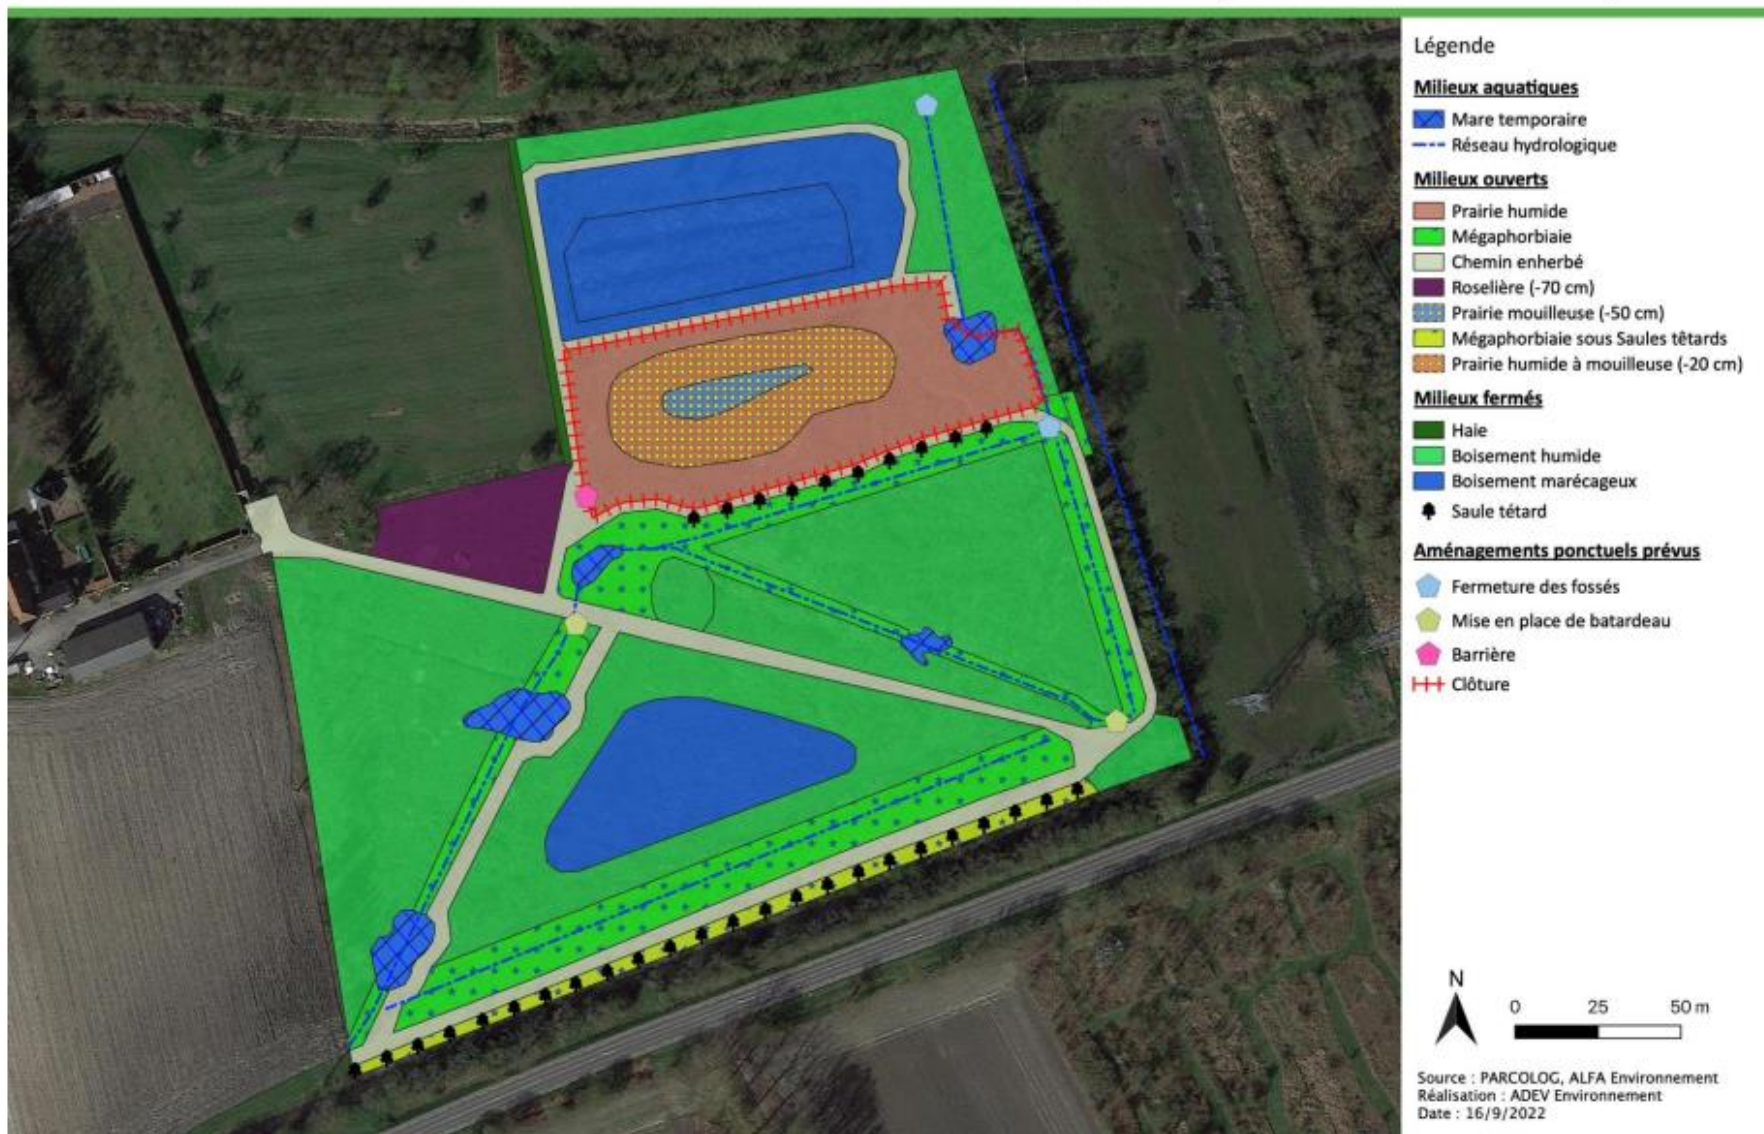 Légende
Milieux aquatiques
Mare temporaire
Réseau hydrologique
Milieux ouverts
Prairie humide
Mégaphorbiaie
Chemin enherbé
Roselière (-70 cm)
Prairie mouilleuse (-50 cm)
Mégaphorbiaie sous Saules têtards
Prairie humide à mouilleuse (-20 cm)
Milieux fermés
Haie
Boisement humide
Boisement marécageux
Saule tétard
Aménagements ponctuels prévus
Fermeture des fossés
Mise en place de batardeau
Barrière
Clôture
N
0 25 50 m
Source : PARCOLOG, ALFA Environnement
Réalisation : ADEV Environnement
Date : 16/9/2022